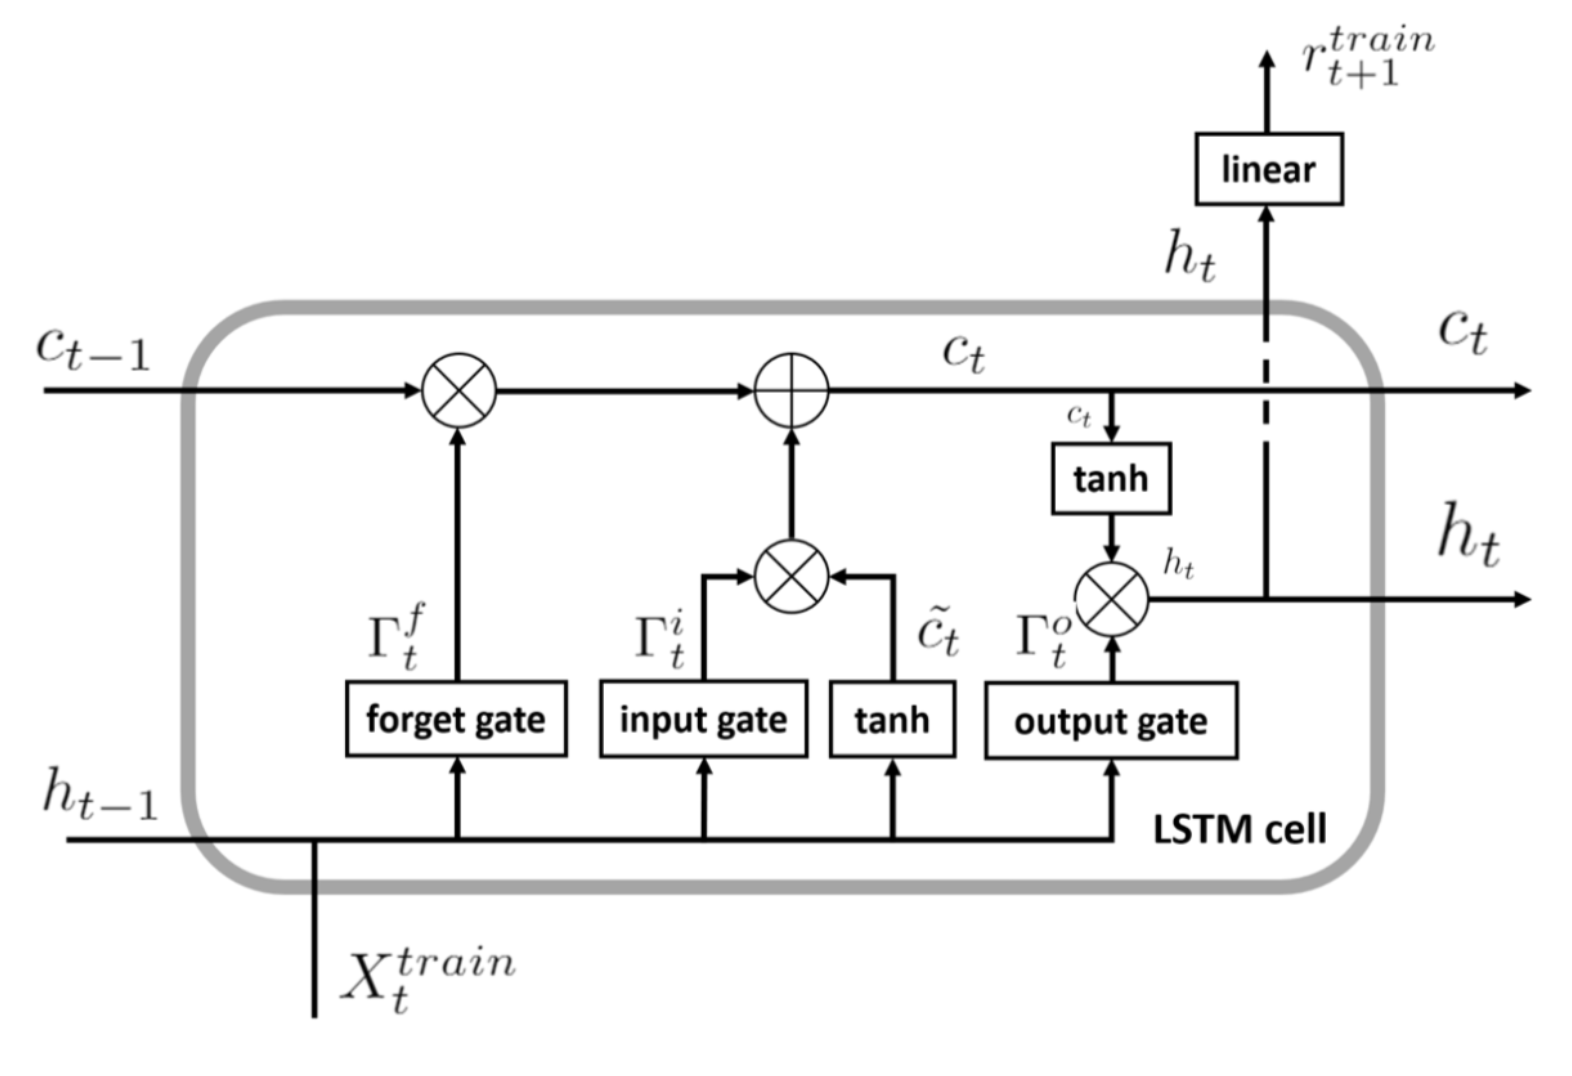 r_{t+1}^{train}
linear
h_t
c_{t-1}
c_t
c_t
c_t
tanh
h_t
h_t
Γ_t^f
Γ_t^i
c̃_t
Γ_t^o
forget gate
input gate
tanh
output gate
h_{t-1}
LSTM cell
X_t^{train}